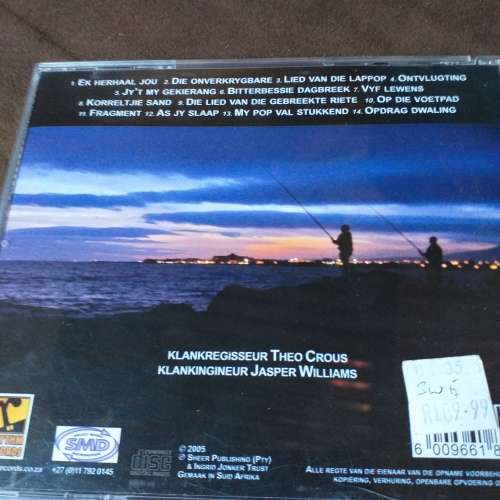 1. EK HERHAAL JOU 2. DIE ONVERKRYGBARE 3. LIED VAN DIE LAPPOP 4. ONTVLUGTING
5. JY'T MY GEKIERANG 6. BITTERBESSIE DAGBREEK 7. VYF LEWENS
8. KORRELTJIE SAND 9. DIE LIED VAN DIE GEBREEKTE RIETE 10. OP DIE VOETPAD
11. FRAGMENT 12. AS JY SLAAP 13. MY POP VAL STUKKEND 14. OPDRAG DWALING
KLANKREGISSEUR THEO CROUS
KLANKINGINEUR JASPER WILLIAMS
SMD
+27 (0)11 792 0145
COMPACT disc
© 2005
℗ SHEER PUBLISHING (PTY)
& INGRID JONKER TRUST
GEMAAK IN SUID AFRIKA
R109.99
6 009661 8
ALLE REGTE VAN DIE EIENAAR VAN DIE OPNAME VOORBEHO
KOPIËRING, VERHURING, OPENBARE OPVOERING